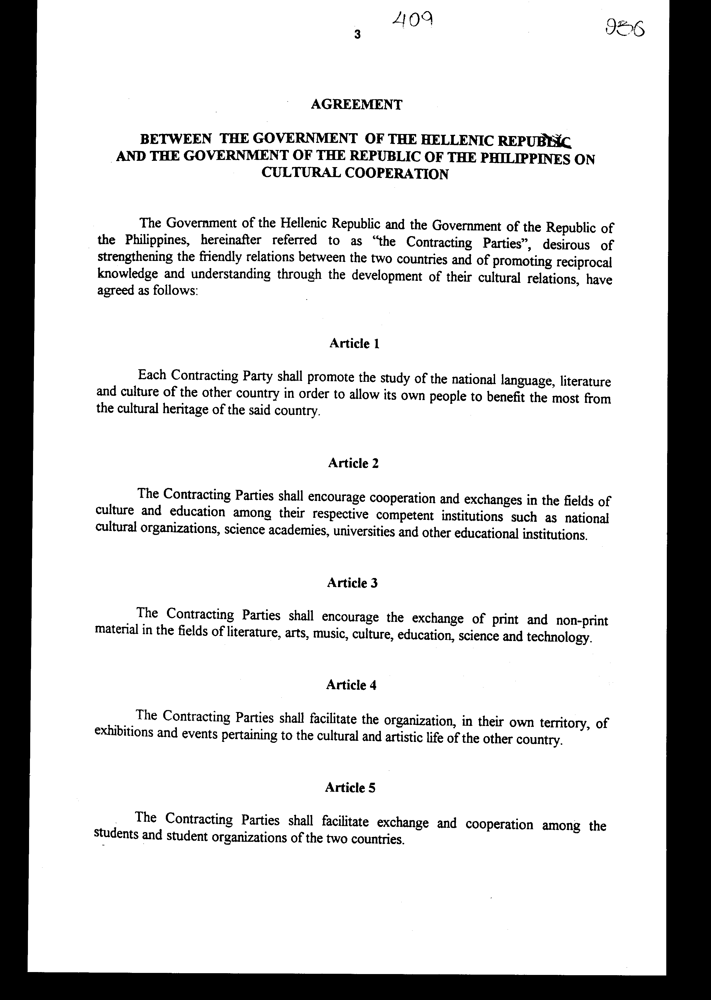 409
3
936
AGREEMENT
BETWEEN THE GOVERNMENT OF THE HELLENIC REPUBLIC
AND THE GOVERNMENT OF THE REPUBLIC OF THE PHILIPPINES ON
CULTURAL COOPERATION
The Government of the Hellenic Republic and the Government of the Republic of
the Philippines, hereinafter referred to as “the Contracting Parties”, desirous of
strengthening the friendly relations between the two countries and of promoting reciprocal
knowledge and understanding through the development of their cultural relations, have
agreed as follows:
Article 1
Each Contracting Party shall promote the study of the national language, literature
and culture of the other country in order to allow its own people to benefit the most from
the cultural heritage of the said country.
Article 2
The Contracting Parties shall encourage cooperation and exchanges in the fields of
culture and education among their respective competent institutions such as national
cultural organizations, science academies, universities and other educational institutions.
Article 3
The Contracting Parties shall encourage the exchange of print and non-print
material in the fields of literature, arts, music, culture, education, science and technology.
Article 4
The Contracting Parties shall facilitate the organization, in their own territory, of
exhibitions and events pertaining to the cultural and artistic life of the other country.
Article 5
The Contracting Parties shall facilitate exchange and cooperation among the
students and student organizations of the two countries.